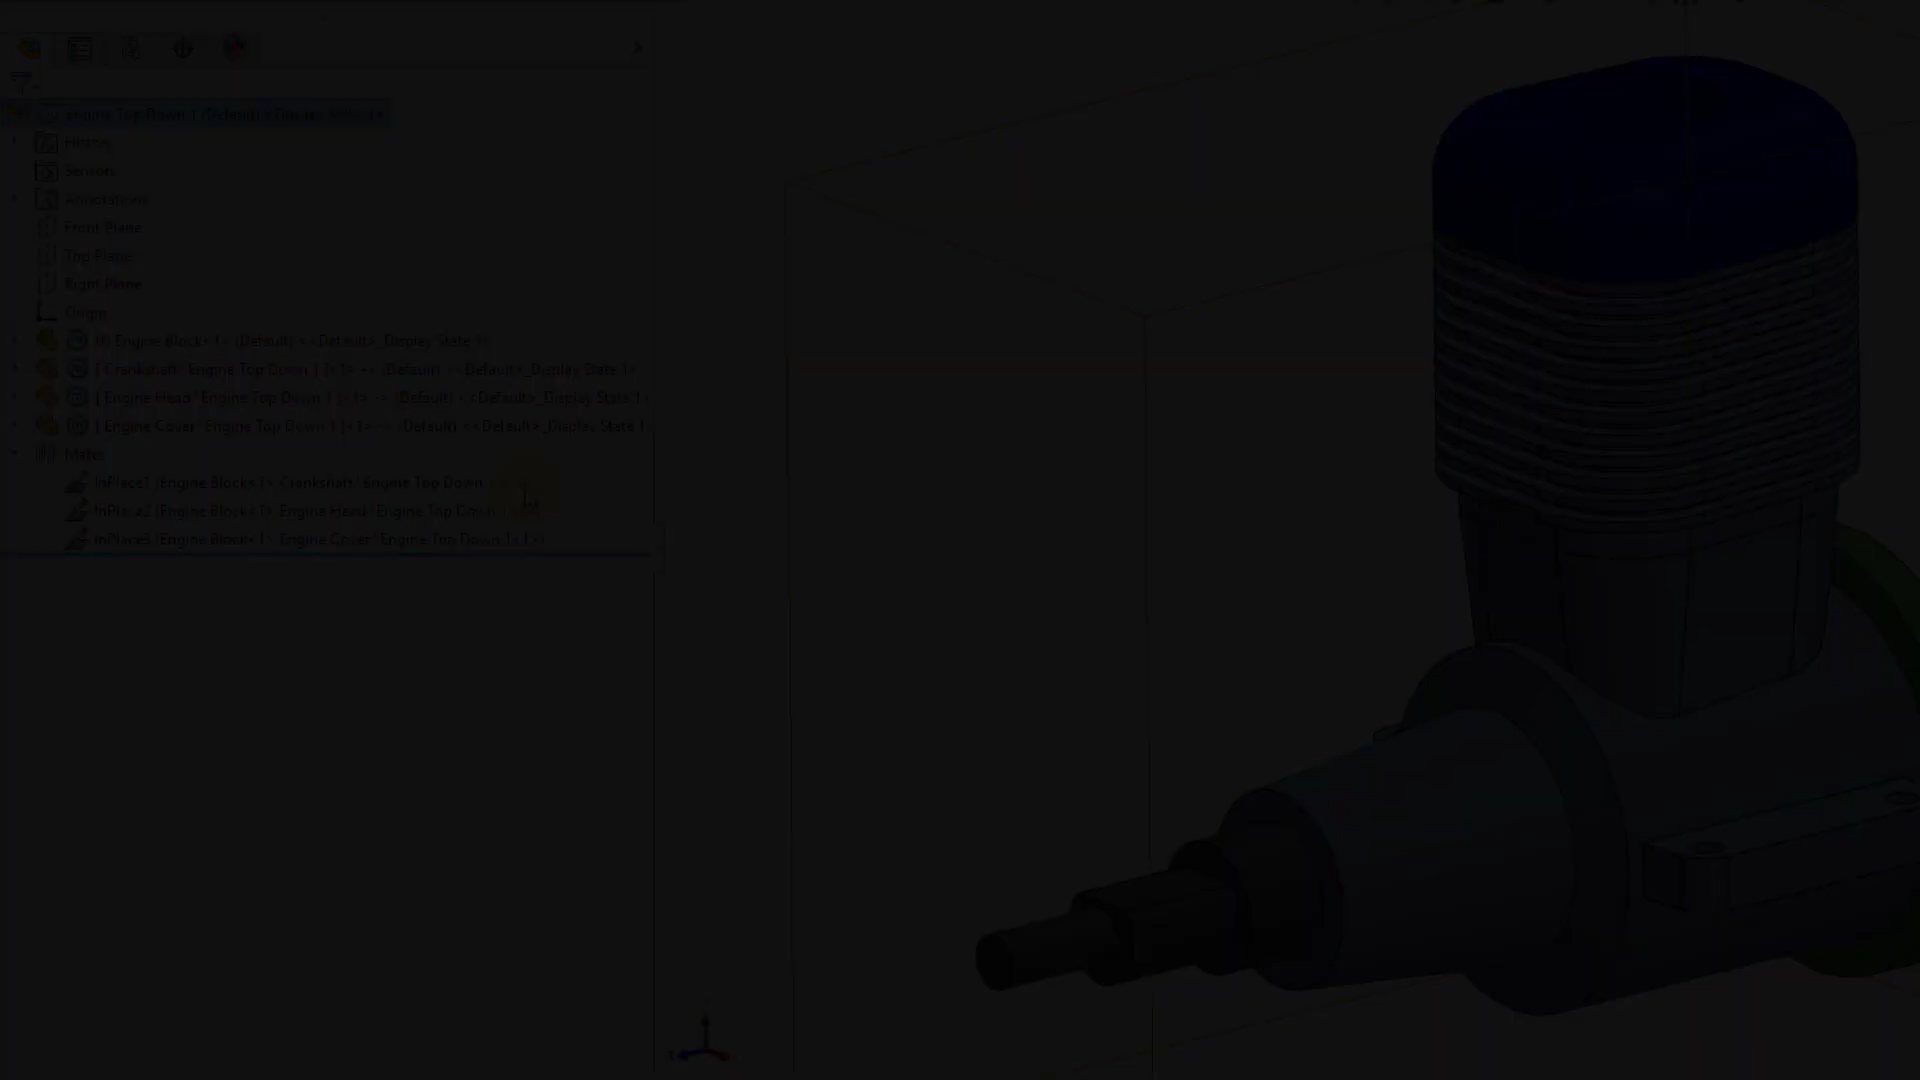 Engine Top Down 1 (Default) <Display State 1>
History
Sensors
Annotations
Front Plane
Top Plane
Right Plane
Origin
(f) Engine Block<1> (Default) <<Default>_Display State 1>
[ Crankshaft^Engine Top Down 1 ]<1> -> (Default) <<Default>_Display State 1>
[ Engine Head^Engine Top Down 1 ]<1> -> (Default) <<Default>_Display State 1>
[ Engine Cover^Engine Top Down 1 ]<1> -> (Default) <<Default>_Display State 1
Mates
InPlace1 (Engine Block<1>, Crankshaft^Engine Top Down
InPlace2 (Engine Block<1>, Engine Head^Engine Top Down
InPlace3 (Engine Block<1>, Engine Cover^Engine Top Down 1<1>)